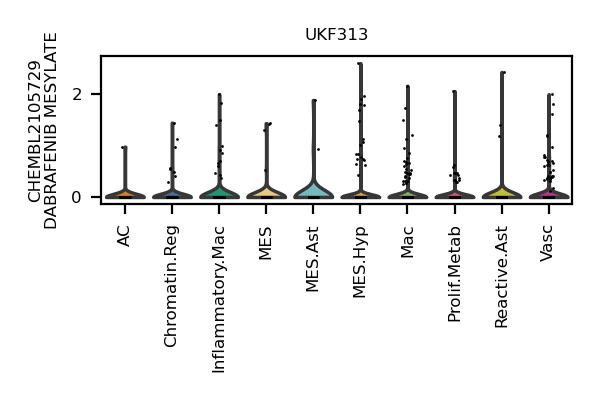 UKF313
CHEMBL2105729
DABRAFENIB MESYLATE
2
0
AC
Chromatin.Reg
Inflammatory.Mac
MES
MES.Ast
MES.Hyp
Mac
Prolif.Metab
Reactive.Ast
Vasc